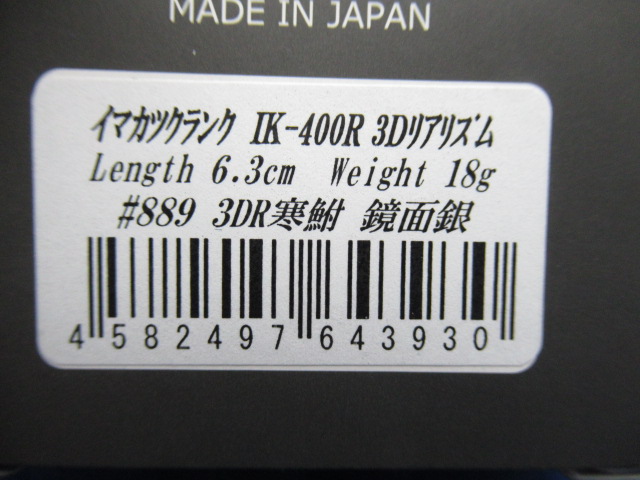 MADE IN JAPAN
イマカツクランク IK-400R 3Dリアリズム
Length 6.3cm Weight 18g
#889 3DR寒鮒 鏡面銀
4 582497 643930